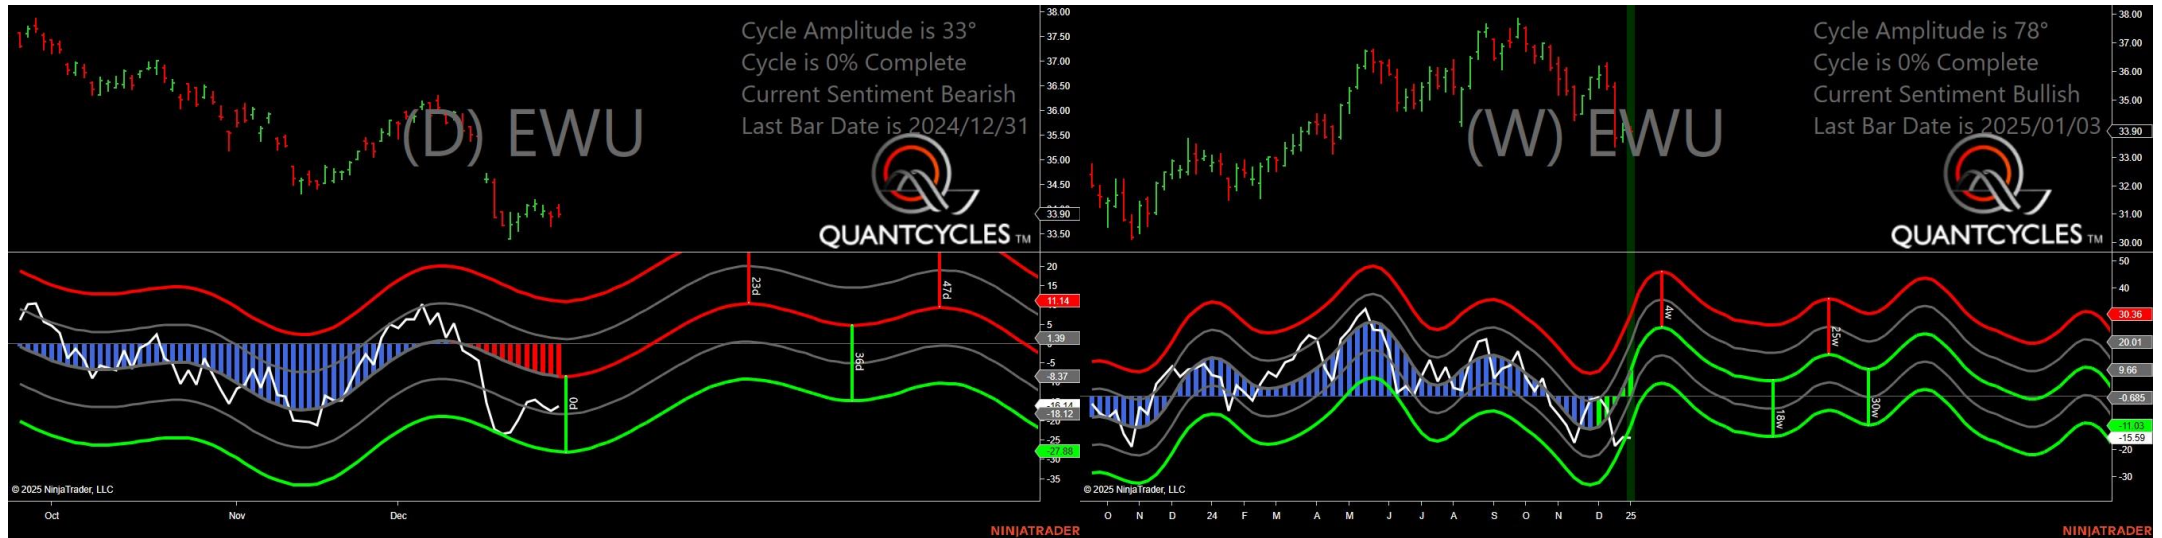 Cycle Amplitude is 33°
Cycle is 0% Complete
Current Sentiment Bearish
Last Bar Date is 2024/12/31
(D) EWU
QUANTCYCLES TM
38.00
37.50
37.00
36.50
36.00
35.50
35.00
34.50
33.90
33.50
20
15
11.14
5
1.39
-5
-8.37
-16.14
-18.12
-25
-27.88
-30
-35
23d
47d
36d
0d
© 2025 NinjaTrader, LLC
Oct
Nov
Dec
NINJATRADER
Cycle Amplitude is 78°
Cycle is 0% Complete
Current Sentiment Bullish
Last Bar Date is 2025/01/03
(W) EWU
QUANTCYCLES TM
38.00
37.00
36.00
35.00
33.90
33.00
32.00
31.00
30.00
50
40
30.36
20.01
9.66
-0.685
-11.03
-15.59
-20
-30
4w
25w
18w
30w
© 2025 NinjaTrader, LLC
O N D 24 F M A M J J A S O N D 25
NINJATRADER